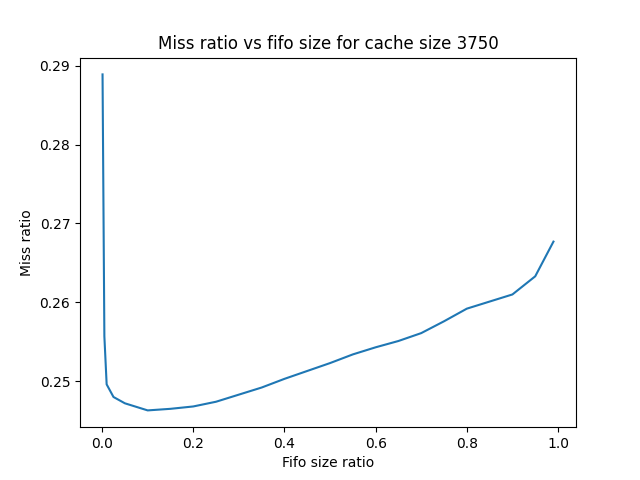 Miss ratio vs fifo size for cache size 3750
0.29
0.28
0.27
0.26
0.25
Miss ratio
0.0 0.2 0.4 0.6 0.8 1.0
Fifo size ratio